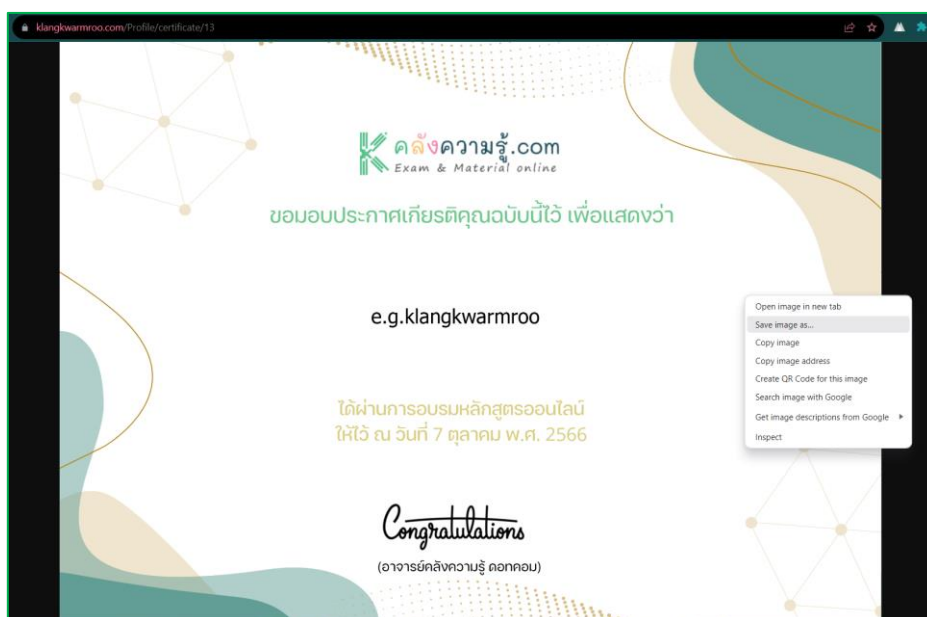 klangkwarmroo.com/Profile/certificate/13
คลังความรู้.com
Exam & Material online
ขอมอบประกาศเกียรติคุณฉบับนี้ไว้ เพื่อแสดงว่า
e.g.klangkwarmroo
Open image in new tab
Save image as...
Copy image
Copy image address
Create QR Code for this image
Search image with Google
Get image descriptions from Google
Inspect
ได้ผ่านการอบรมหลักสูตรออนไลน์
ให้ไว้ ณ วันที่ 7 ตุลาคม พ.ศ. 2566
Congratulations
(อาจารย์คลังความรู้ ดอทคอม)